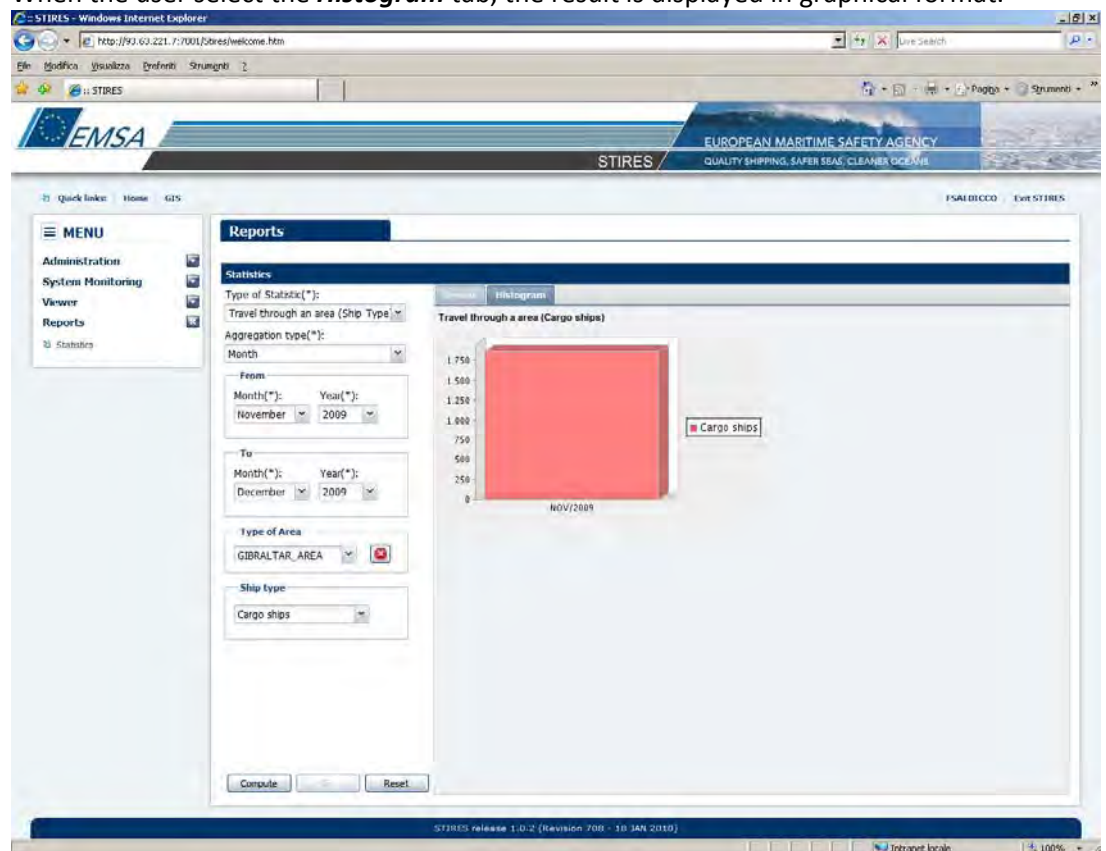 When the user select the Histogram tab, the result is displayed in graphical format.
:: STIRES - Windows Internet Explorer
http://93.63.221.7:7001/Stires/welcome.htm
Live Search
File Modifica Visualizza Preferiti Strumenti ?
:: STIRES
Pagina Strumenti
EMSA
EUROPEAN MARITIME SAFETY AGENCY
STIRES
QUALITY SHIPPING, SAFER SEAS, CLEANER OCEANS
Quick links: Home GIS
FSALDICCO Exit STIRES
MENU
Administration
System Monitoring
Viewer
Reports
Statistics
Reports
Statistics
Type of Statistic(*):
Travel through an area (Ship Type
Aggregation type(*):
Month
From
Month(*): Year(*):
November 2009
To
Month(*): Year(*):
December 2009
Type of Area
GIBRALTAR_AREA
Ship type
Cargo ships
Compute
Reset
Histogram
Travel through a area (Cargo ships)
1.750
1.500
1.250
1.000
750
500
250
0
NOV/2009
Cargo ships
STIRES release 1.0.2 (Revision 700 - 10 JAN 2010)
Intranet locale
100%